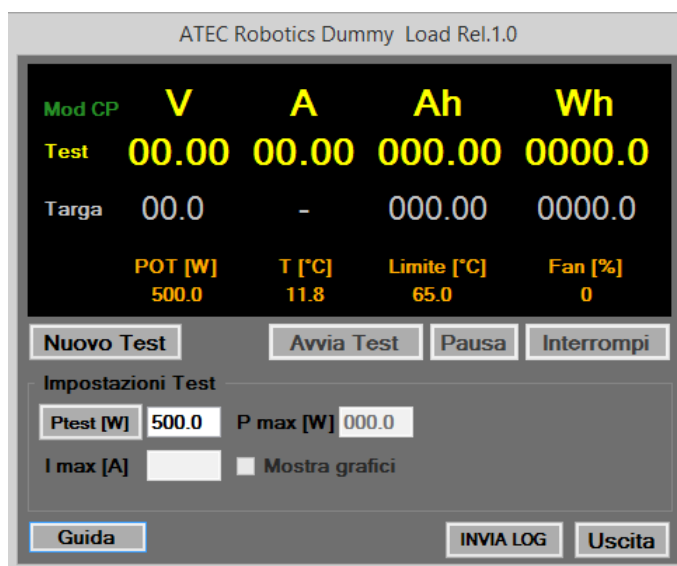 ATEC Robotics Dummy Load Rel.1.0
Mod CP V A Ah Wh
Test 00.00 00.00 000.00 0000.0
Targa 00.0 - 000.00 0000.0
POT [W] T [°C] Limite [°C] Fan [%]
500.0 11.8 65.0 0
Nuovo Test Avvia Test Pausa Interrompi
Impostazioni Test
Ptest [W] 500.0 P max [W] 000.0
I max [A] Mostra grafici
Guida INVIA LOG Uscita